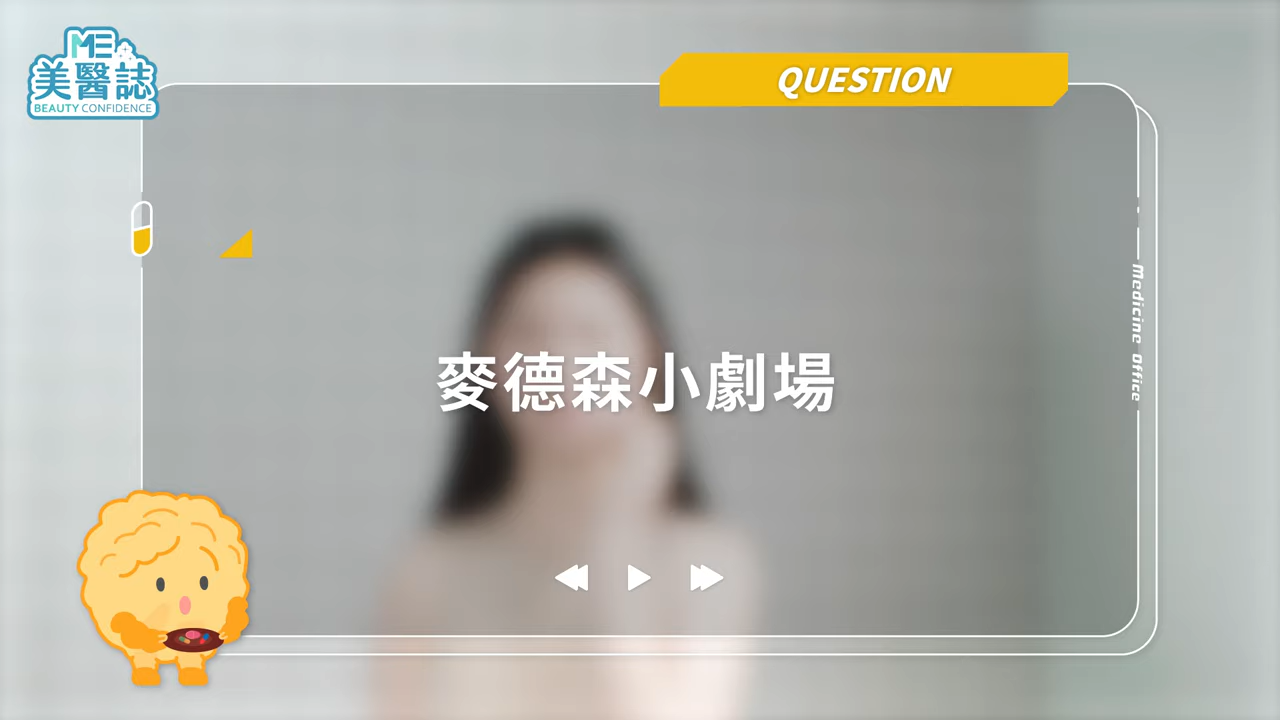 ME
美醫誌
BEAUTY CONFIDENCE
QUESTION
麥德森小劇場
Medicine Office